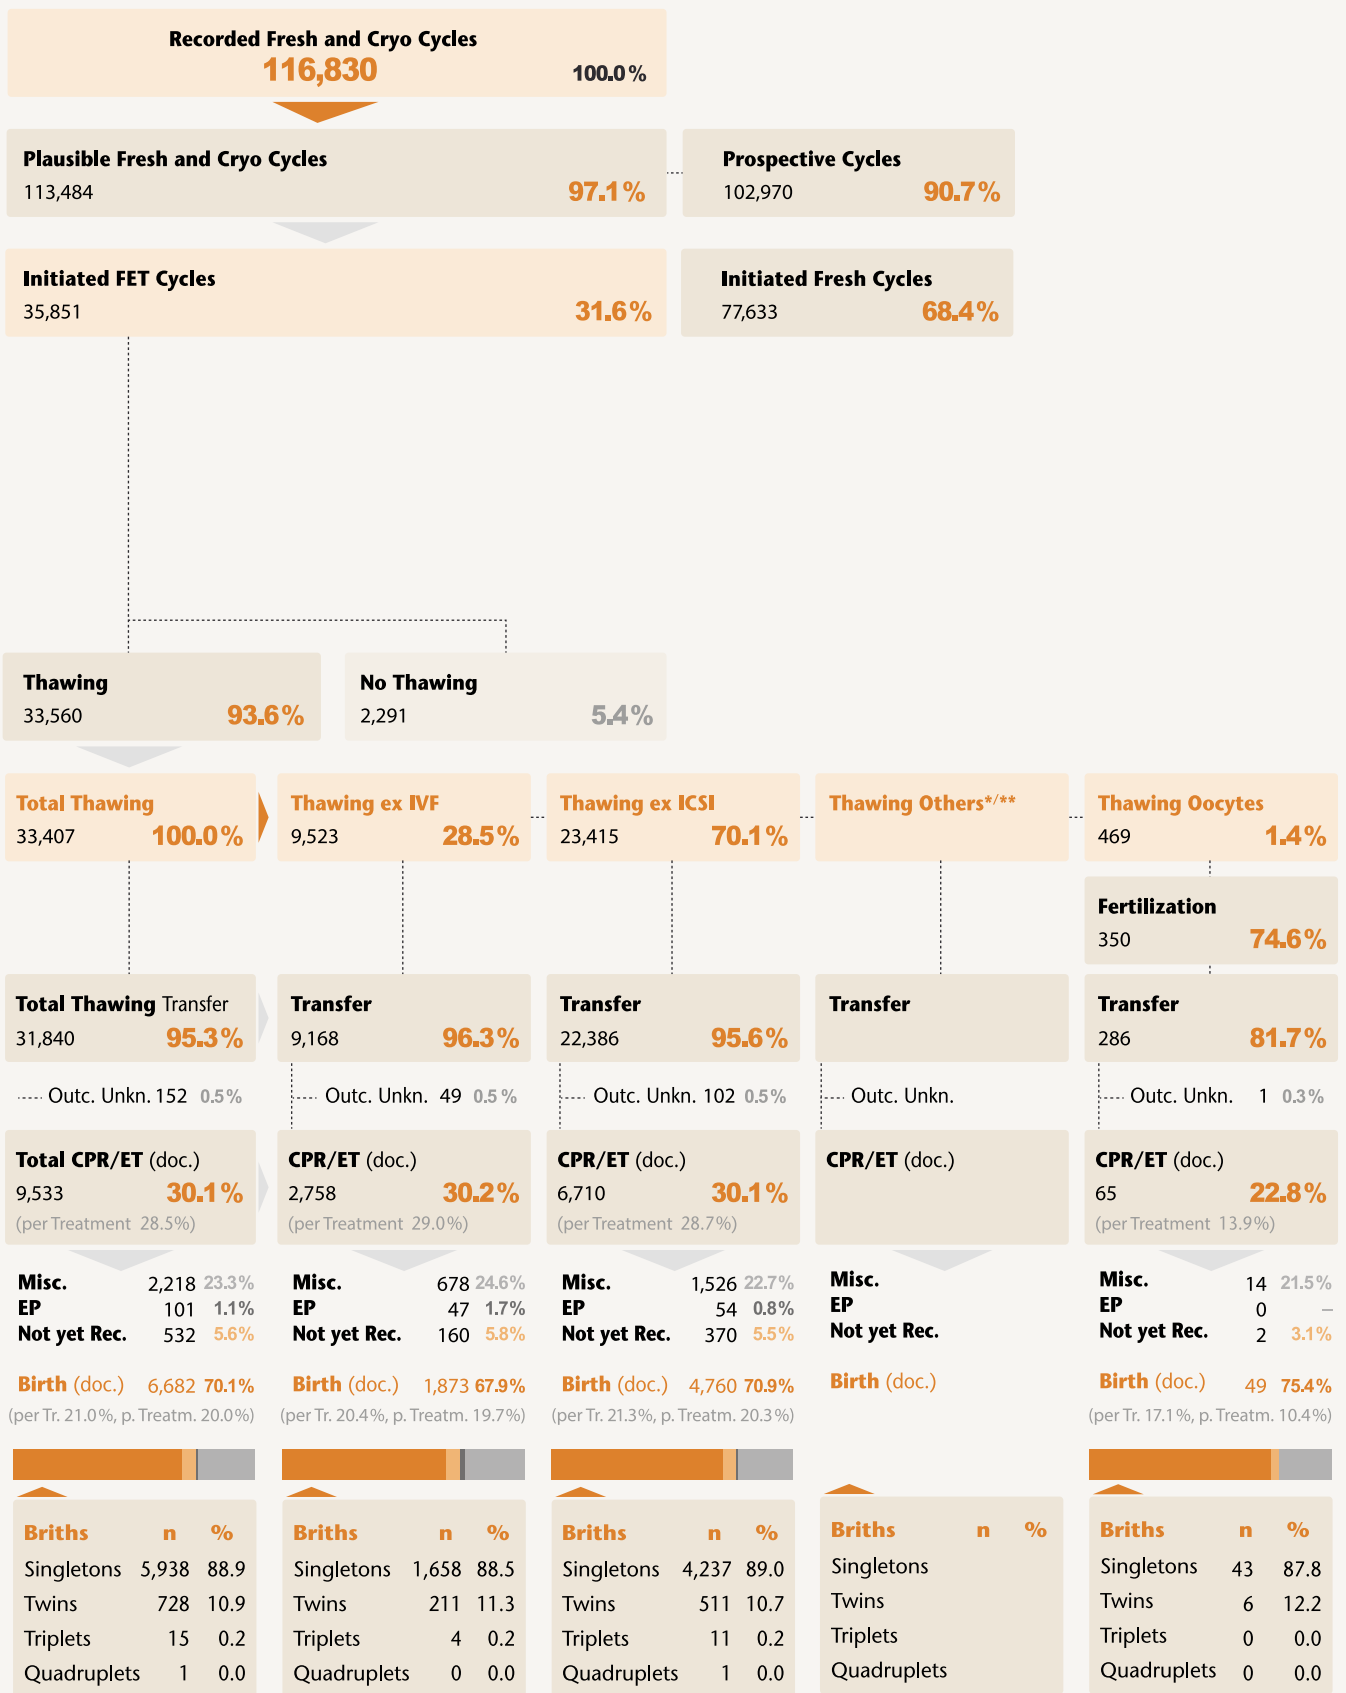 Recorded Fresh and Cryo Cycles
116,830 100.0%
Plausible Fresh and Cryo Cycles
113,484 97.1%
Prospective Cycles
102,970 90.7%
Initiated FET Cycles
35,851 31.6%
Initiated Fresh Cycles
77,633 68.4%
Thawing
33,560 93.6%
No Thawing
2,291 5.4%
Total Thawing
33,407 100.0%
Thawing ex IVF
9,523 28.5%
Thawing ex ICSI
23,415 70.1%
Thawing Others*/**
Thawing Oocytes
469 1.4%
Fertilization
350 74.6%
Total Thawing Transfer
31,840 95.3%
Transfer
9,168 96.3%
Transfer
22,386 95.6%
Transfer
Transfer
286 81.7%
Outc. Unkn. 152 0.5%
Outc. Unkn. 49 0.5%
Outc. Unkn. 102 0.5%
Outc. Unkn.
Outc. Unkn. 1 0.3%
Total CPR/ET (doc.)
9,533 30.1%
(per Treatment 28.5%)
CPR/ET (doc.)
2,758 30.2%
(per Treatment 29.0%)
CPR/ET (doc.)
6,710 30.1%
(per Treatment 28.7%)
CPR/ET (doc.)
CPR/ET (doc.)
65 22.8%
(per Treatment 13.9%)
Misc. 2,218 23.3%
EP 101 1.1%
Not yet Rec. 532 5.6%
Birth (doc.) 6,682 70.1%
(per Tr. 21.0%, p. Treatm. 20.0%)
Misc. 678 24.6%
EP 47 1.7%
Not yet Rec. 160 5.8%
Birth (doc.) 1,873 67.9%
(per Tr. 20.4%, p. Treatm. 19.7%)
Misc. 1,526 22.7%
EP 54 0.8%
Not yet Rec. 370 5.5%
Birth (doc.) 4,760 70.9%
(per Tr. 21.3%, p. Treatm. 20.3%)
Misc.
EP
Not yet Rec.
Birth (doc.)
Misc. 14 21.5%
EP 0 –
Not yet Rec. 2 3.1%
Birth (doc.) 49 75.4%
(per Tr. 17.1%, p. Treatm. 10.4%)
Briths n %
Singletons 5,938 88.9
Twins 728 10.9
Triplets 15 0.2
Quadruplets 1 0.0
Briths n %
Singletons 1,658 88.5
Twins 211 11.3
Triplets 4 0.2
Quadruplets 0 0.0
Briths n %
Singletons 4,237 89.0
Twins 511 10.7
Triplets 11 0.2
Quadruplets 1 0.0
Briths n %
Singletons
Twins
Triplets
Quadruplets
Briths n %
Singletons 43 87.8
Twins 6 12.2
Triplets 0 0.0
Quadruplets 0 0.0